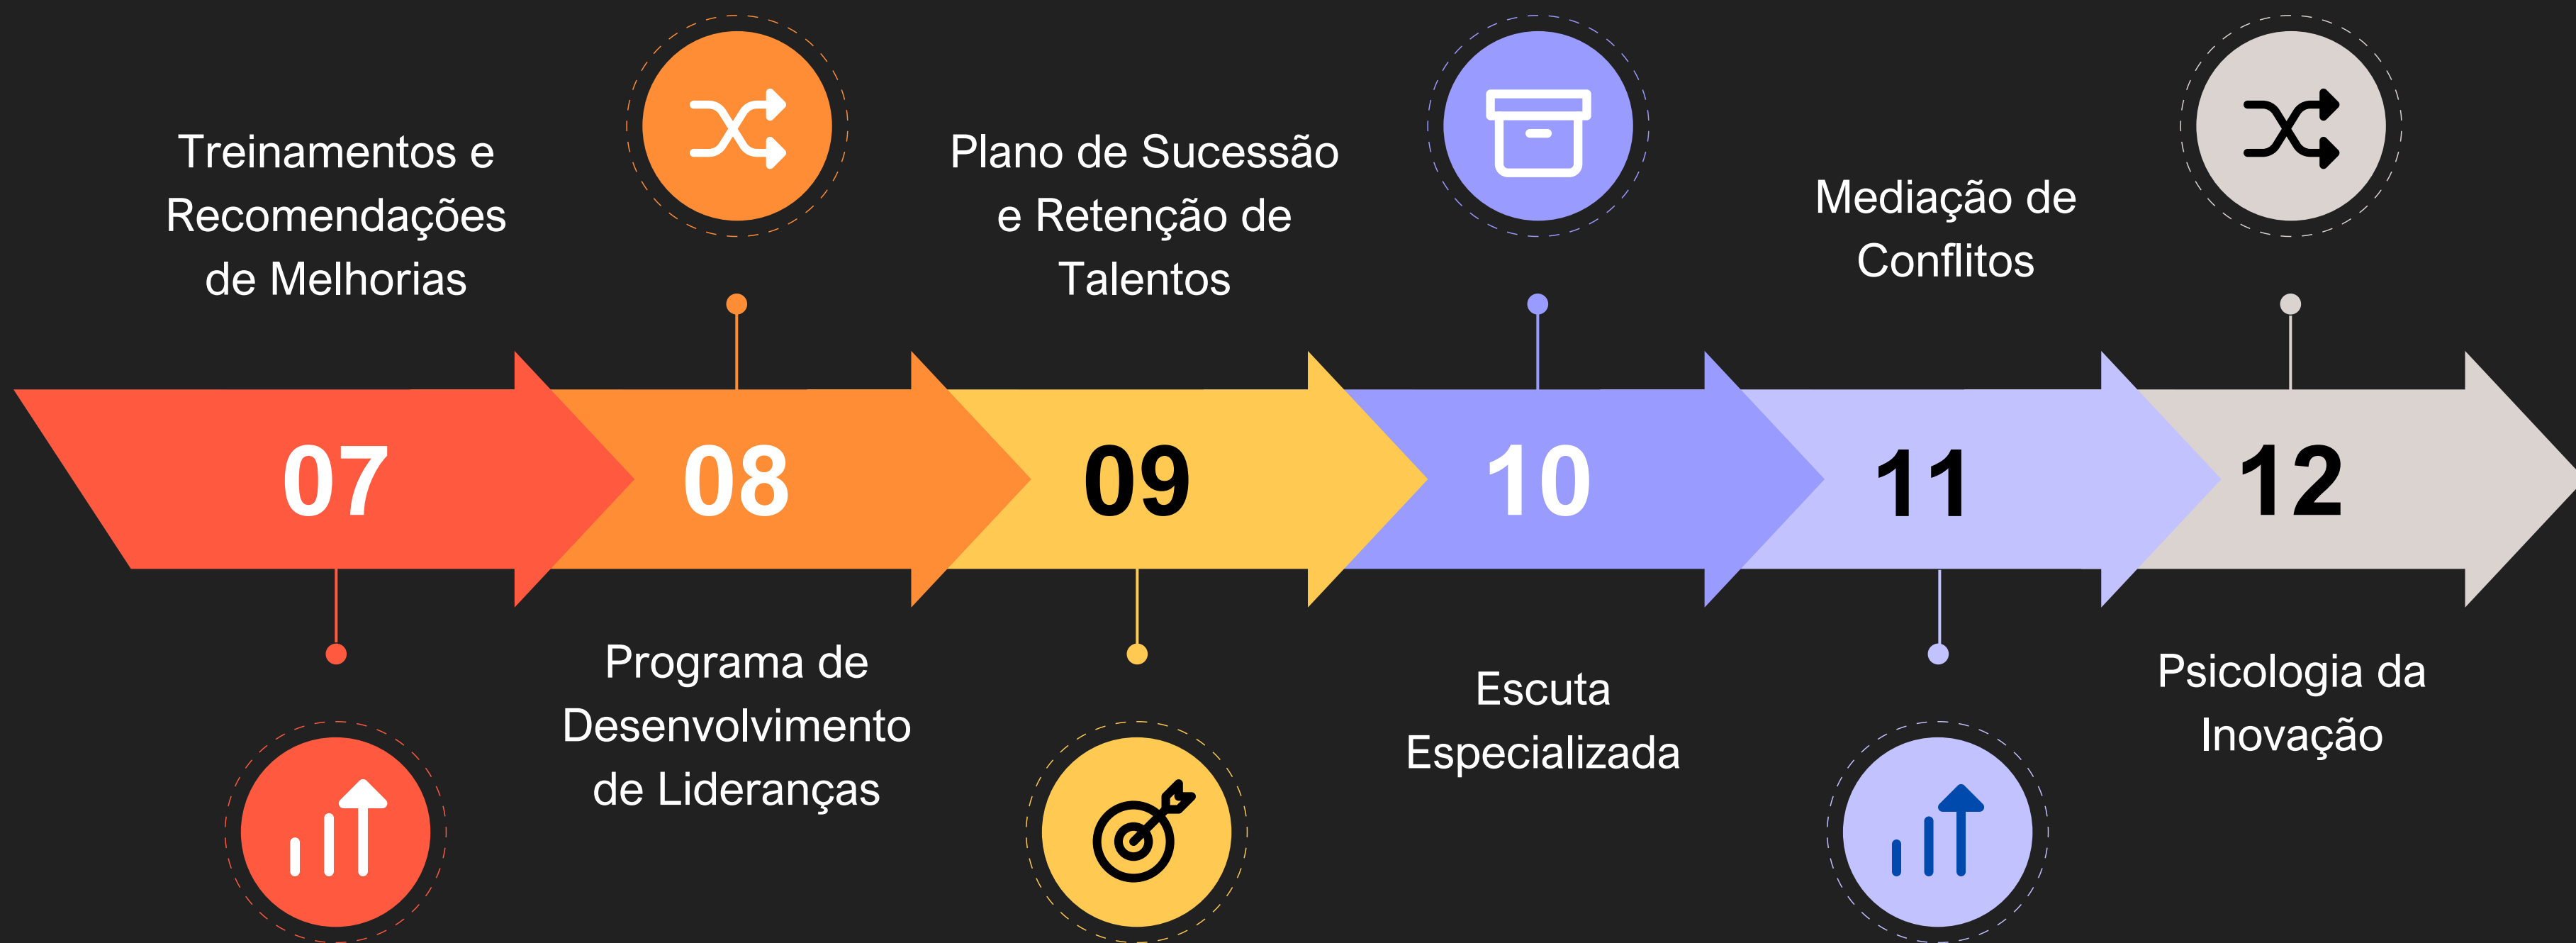 Treinamentos e
Recomendações
de Melhorias
Plano de Sucessão
e Retenção de
Talentos
Mediação de
Conflitos
07
08
09
10
11
12
Programa de
Desenvolvimento
de Lideranças
Escuta
Especializada
Psicologia da
Inovação